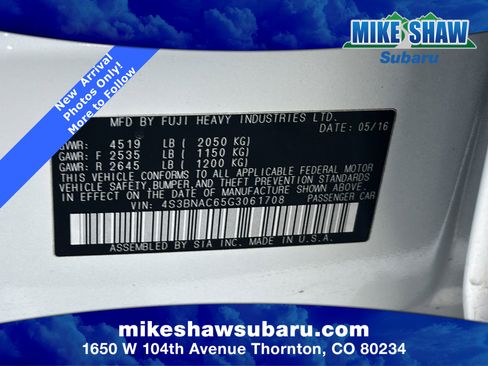 MIKE SHAW
Subaru
New Arrival
Photos Only!
More to Follow
MFD BY FUJI HEAVY INDUSTRIES LTD.
DATE: 05/16
GVWR: 4519 LB ( 2050 KG)
GAWR: F 2535 LB ( 1150 KG)
GAWR: R 2645 LB ( 1200 KG)
THIS VEHICLE CONFORMS TO ALL APPLICABLE FEDERAL MOTOR
VEHICLE SAFETY, BUMPER, AND THEFT PREVENTION STANDARDS
IN EFFECT ON THE DATE OF MANUFACTURE SHOWN ABOVE.
VIN: 4S3BNAC65G3061708 PASSENGER CAR
ASSEMBLED BY SIA INC. MADE IN U.S.A.
mikeshawsubaru.com
1650 W 104th Avenue Thornton, CO 80234